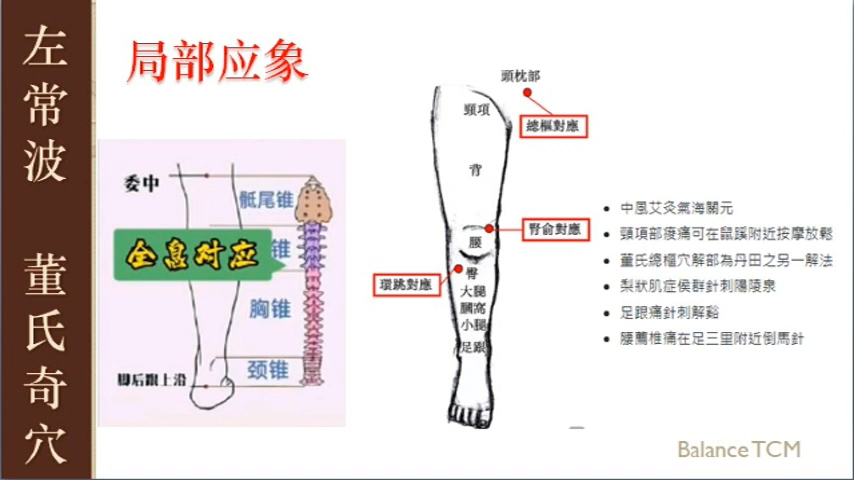 左常波 董氏奇穴
局部应象
委中
骶尾锥
锥
全息对应
胸锥
颈锥
脚后跟上沿
頭枕部
總樞對應
頸項
背
腎俞對應
腰
環跳對應
臀
大腿
膕窩
小腿
足跟
• 中風艾灸氣海關元
• 頸項部痠痛可在鼠蹊附近按摩放鬆
• 董氏總樞穴解部為丹田之另一解法
• 梨狀肌症侯群針刺陽陵泉
• 足跟痛針刺解谿
• 腰薦椎痛在足三里附近倒馬針
Balance TCM